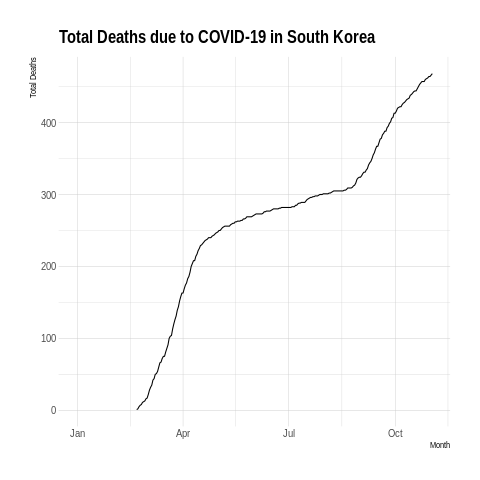 Total Deaths due to COVID-19 in South Korea
Total Deaths
400
300
200
100
0
Jan Apr Jul Oct
Month